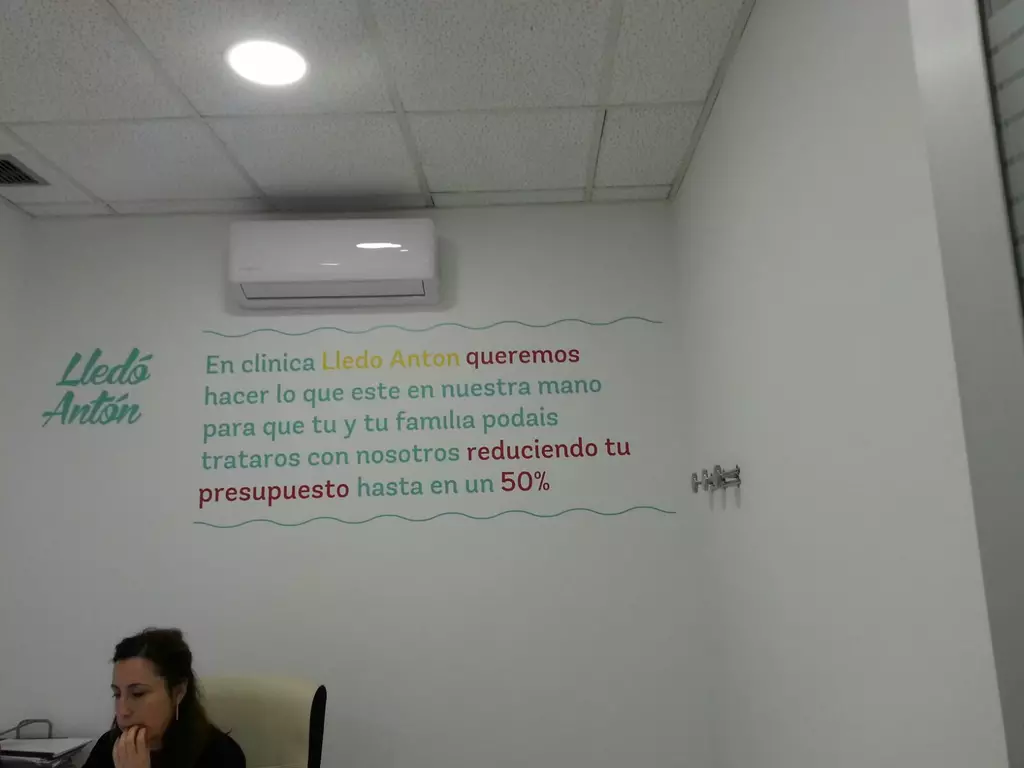 Lledó
Antón
En clinica Lledo Anton queremos
hacer lo que este en nuestra mano
para que tu y tu familia podais
trataros con nosotros reduciendo tu
presupuesto hasta en un 50%